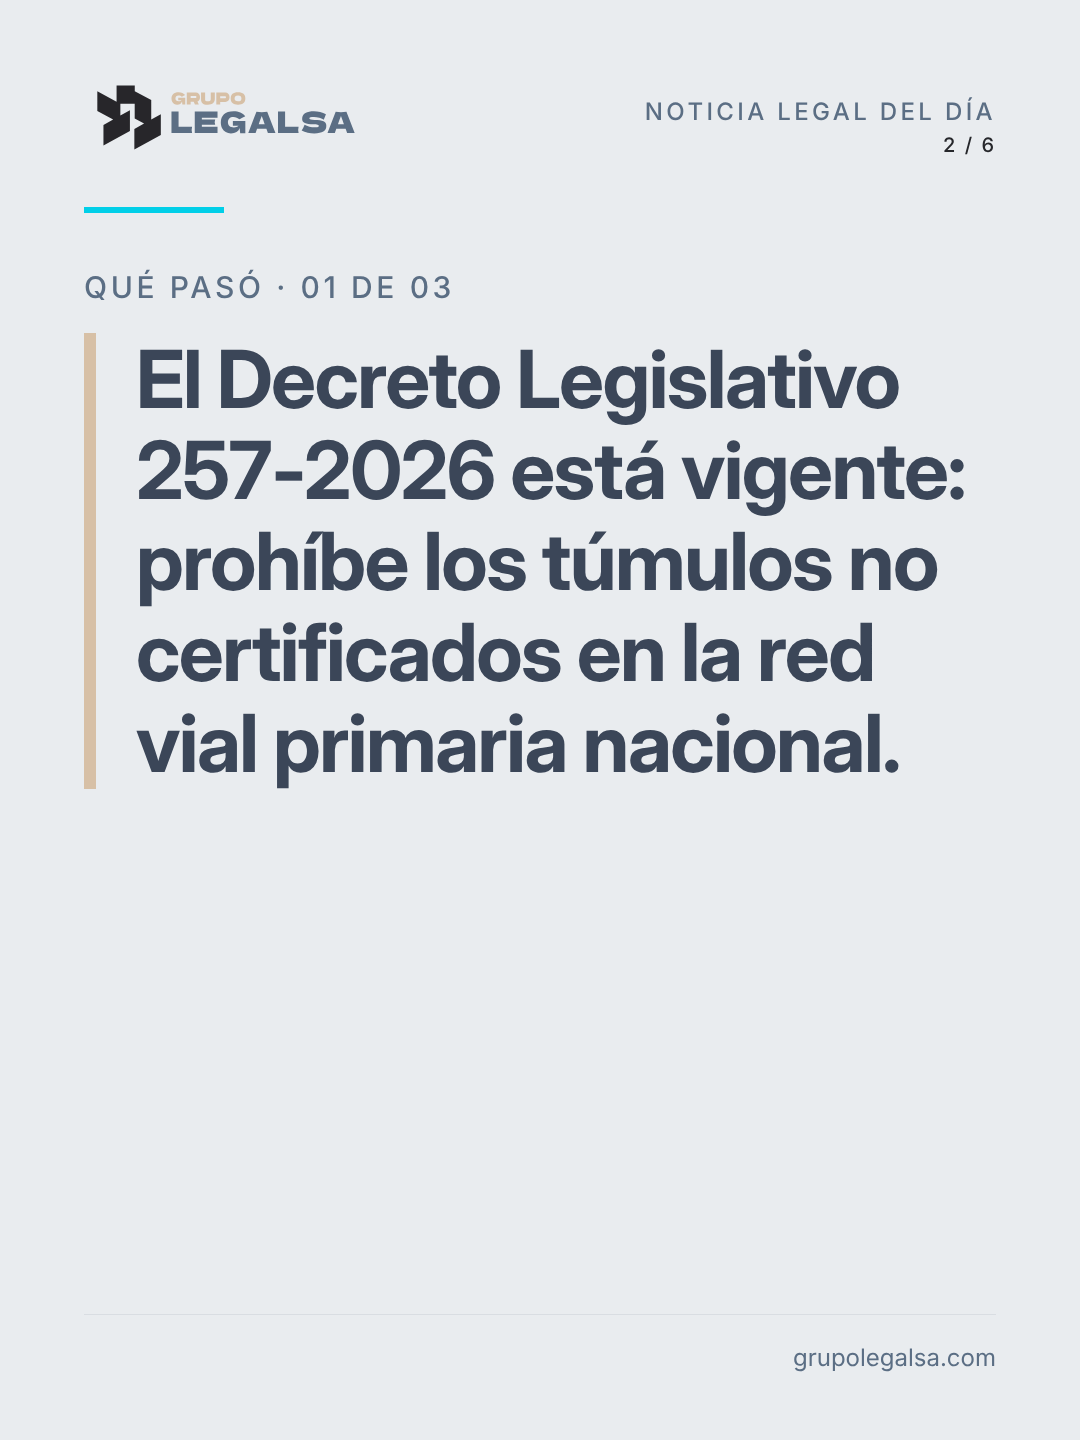 GRUPO
LEGALSA
NOTICIA LEGAL DEL DÍA
2 / 6
QUÉ PASÓ · 01 DE 03
El Decreto Legislativo
257-2026 está vigente:
prohíbe los túmulos no
certificados en la red
vial primaria nacional.
grupolegalsa.com